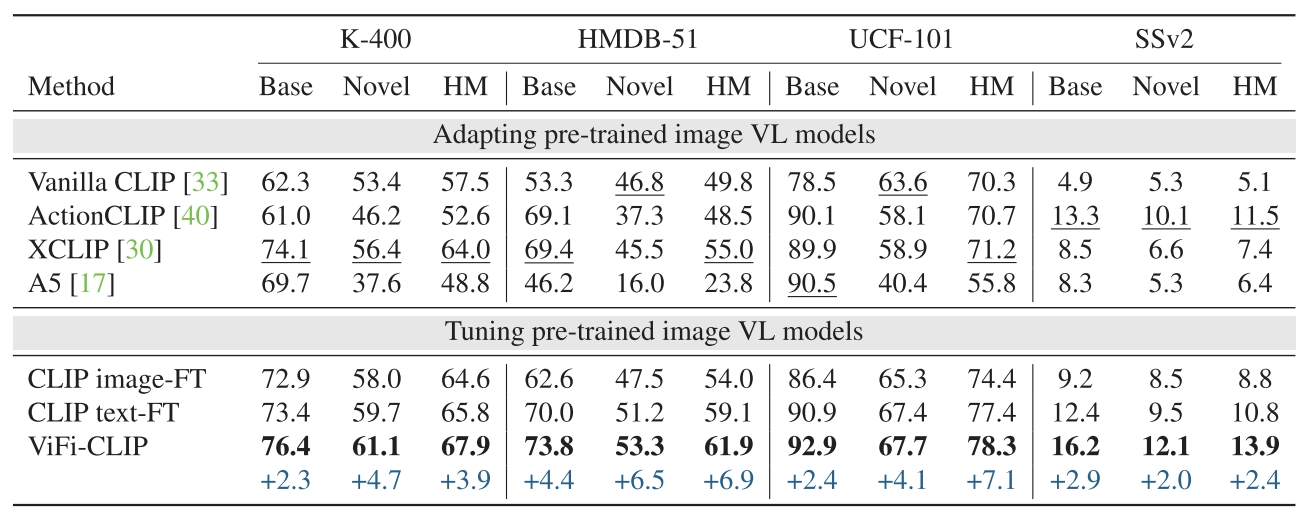 K-400 HMDB-51 UCF-101 SSv2
Method Base Novel HM Base Novel HM Base Novel HM Base Novel HM
Adapting pre-trained image VL models
Vanilla CLIP [33] 62.3 53.4 57.5 53.3 46.8 49.8 78.5 63.6 70.3 4.9 5.3 5.1
ActionCLIP [40] 61.0 46.2 52.6 69.1 37.3 48.5 90.1 58.1 70.7 13.3 10.1 11.5
XCLIP [30] 74.1 56.4 64.0 69.4 45.5 55.0 89.9 58.9 71.2 8.5 6.6 7.4
A5 [17] 69.7 37.6 48.8 46.2 16.0 23.8 90.5 40.4 55.8 8.3 5.3 6.4
Tuning pre-trained image VL models
CLIP image-FT 72.9 58.0 64.6 62.6 47.5 54.0 86.4 65.3 74.4 9.2 8.5 8.8
CLIP text-FT 73.4 59.7 65.8 70.0 51.2 59.1 90.9 67.4 77.4 12.4 9.5 10.8
ViFi-CLIP 76.4 61.1 67.9 73.8 53.3 61.9 92.9 67.7 78.3 16.2 12.1 13.9
+2.3 +4.7 +3.9 +4.4 +6.5 +6.9 +2.4 +4.1 +7.1 +2.9 +2.0 +2.4